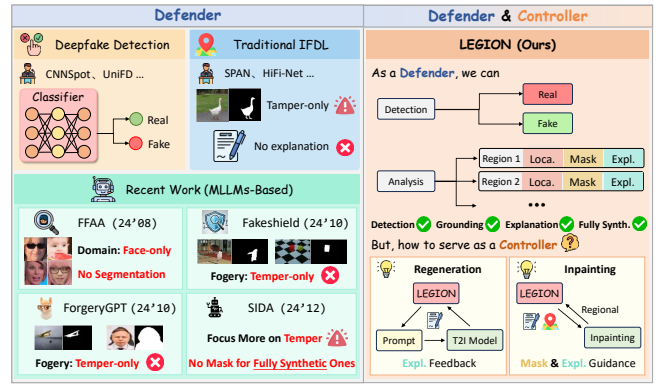 Defender
Deepfake Detection
CNNSpot、UniFD ...
Classifier
Real
Fake
Traditional IFDL
SPAN、HiFi-Net ...
Tamper-only
No explanation
Recent Work (MLLMs-Based)
FFAA (24'08)
Domain: Face-only
No Segmentation
Fakeshield (24'10)
Fogery: Temper-only
ForgeryGPT (24'10)
Fogery: Temper-only
SIDA (24'12)
Focus More on Temper
No Mask for Fully Synthetic Ones
Defender & Controller
LEGION (Ours)
As a Defender, we can
Detection
Real
Fake
Analysis
Region 1 Loca. Mask Expl.
Region 2 Loca. Mask Expl.
•••
Detection Grounding Explanation Fully Synth.
But, how to serve as a Controller ?
Regeneration
LEGION
Prompt
T2I Model
Expl. Feedback
Inpainting
LEGION
Regional
Inpainting
Mask & Expl. Guidance